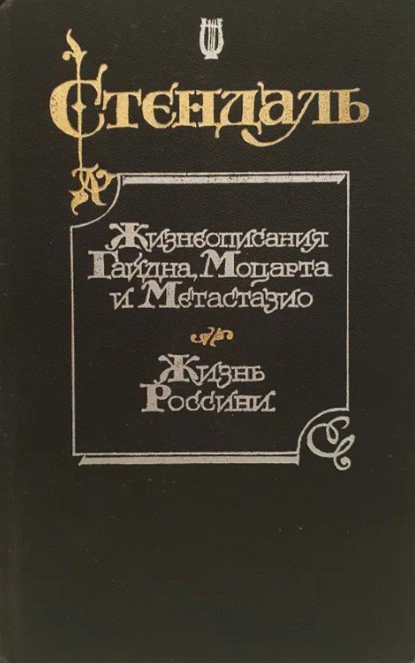 Стендаль
Жизнеописания
Гайдна, Моцарта
и Метастазио
Жизнь
Россини